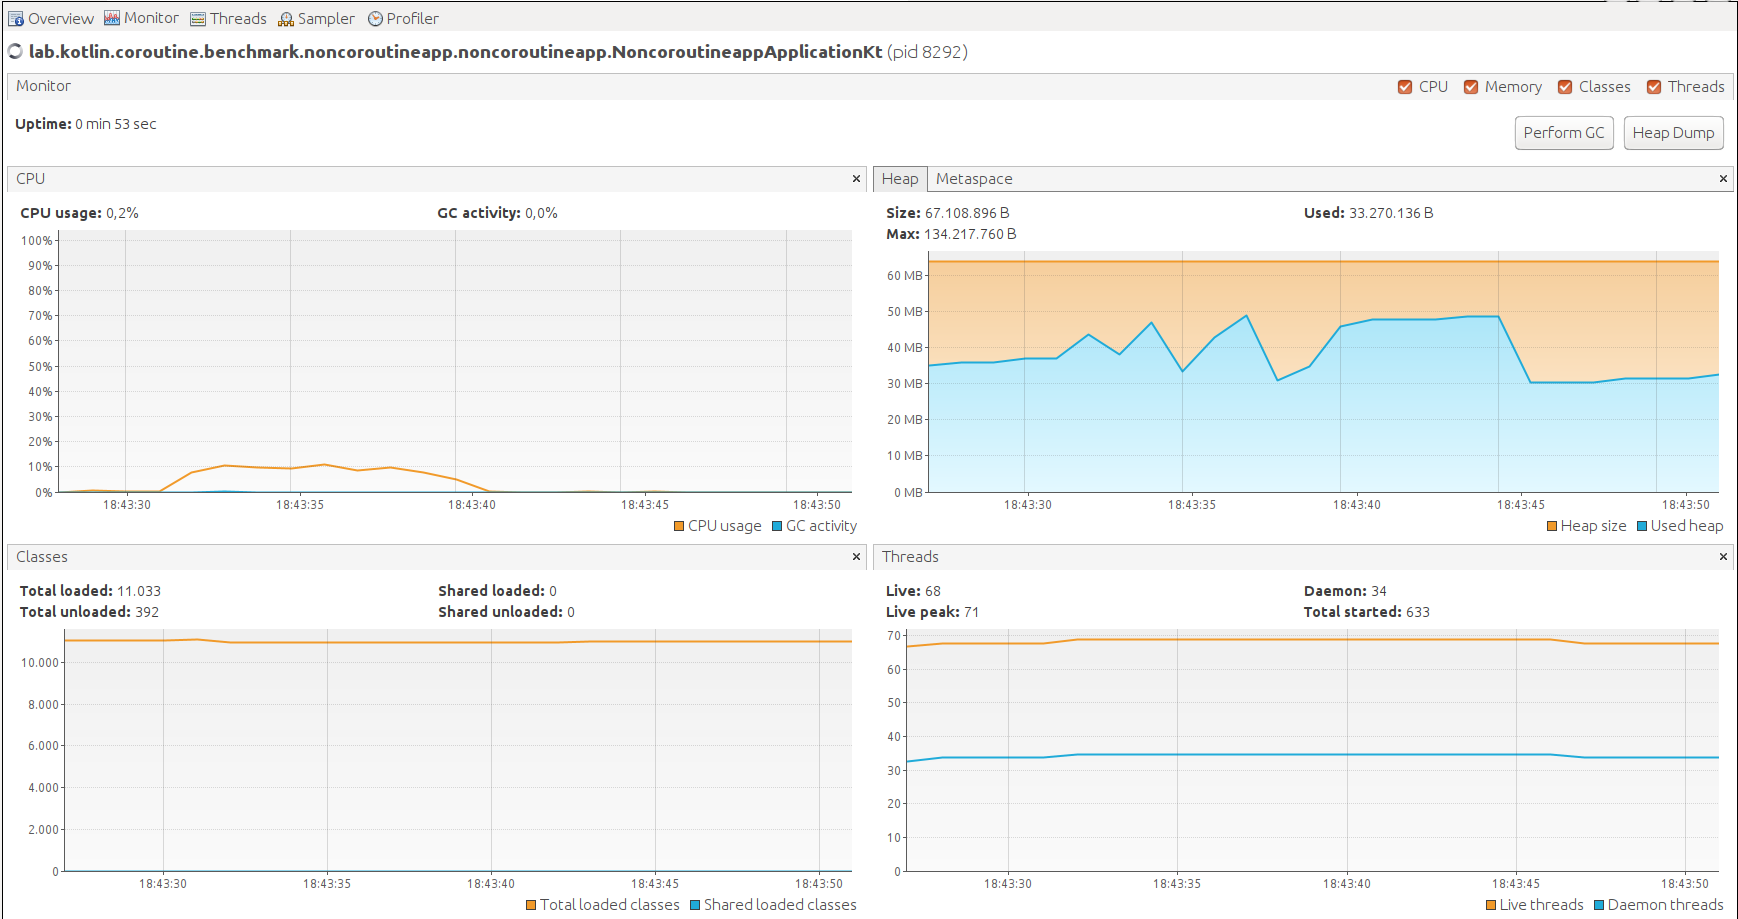 Overview Monitor Threads Sampler Profiler
lab.kotlin.coroutine.benchmark.noncoroutineapp.noncoroutineapp.NoncoroutineappApplicationKt (pid 8292)
Monitor CPU Memory Classes Threads
Uptime: 0 min 53 sec
Perform GC Heap Dump
CPU ×
CPU usage: 0,2% GC activity: 0,0%
100%
90%
80%
70%
60%
50%
40%
30%
20%
10%
0%
18:43:30 18:43:35 18:43:40 18:43:45 18:43:50
CPU usage GC activity
Heap Metaspace ×
Size: 67.108.896 B Used: 33.270.136 B
Max: 134.217.760 B
60 MB
50 MB
40 MB
30 MB
20 MB
10 MB
0 MB
18:43:30 18:43:35 18:43:40 18:43:45 18:43:50
Heap size Used heap
Classes ×
Total loaded: 11.033 Shared loaded: 0
Total unloaded: 392 Shared unloaded: 0
10.000
8.000
6.000
4.000
2.000
0
18:43:30 18:43:35 18:43:40 18:43:45 18:43:50
Total loaded classes Shared loaded classes
Threads ×
Live: 68 Daemon: 34
Live peak: 71 Total started: 633
70
60
50
40
30
20
10
0
18:43:30 18:43:35 18:43:40 18:43:45 18:43:50
Live threads Daemon threads